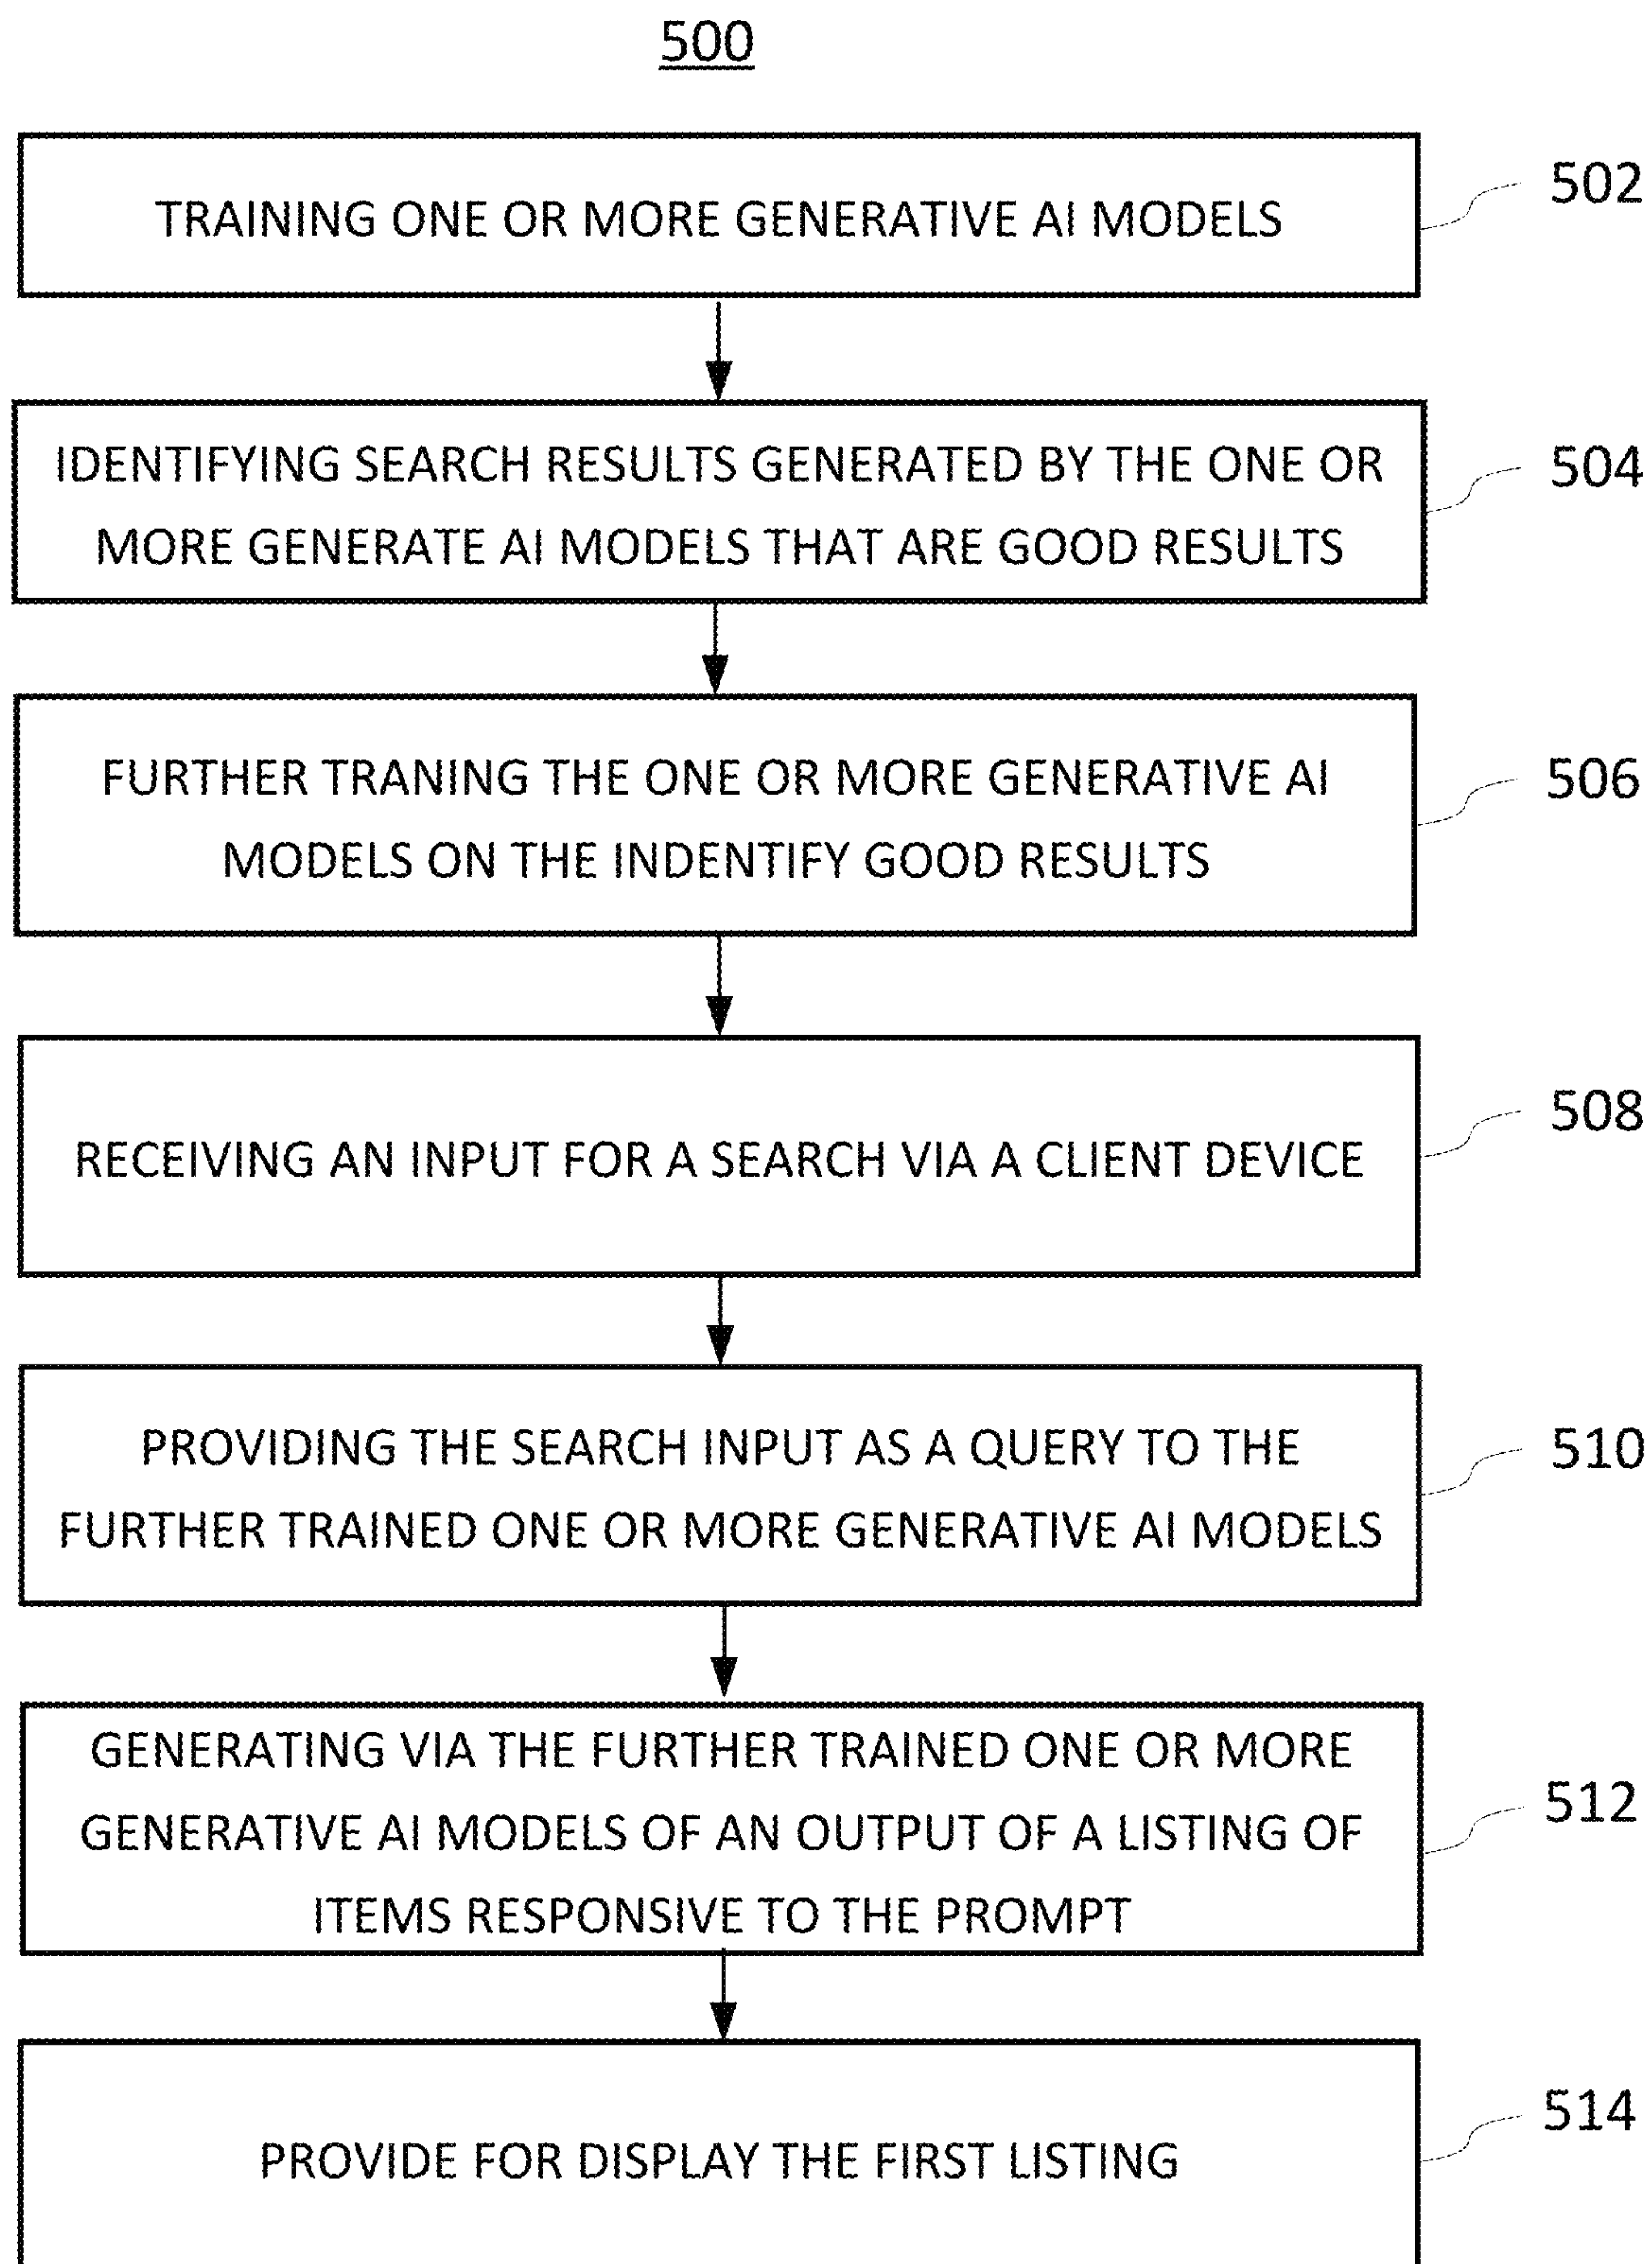 500
TRAINING ONE OR MORE GENERATIVE AI MODELS
502
IDENTIFYING SEARCH RESULTS GENERATED BY THE ONE OR
MORE GENERATE AI MODELS THAT ARE GOOD RESULTS
504
FURTHER TRANING THE ONE OR MORE GENERATIVE AI
MODELS ON THE INDENTIFY GOOD RESULTS
506
RECEIVING AN INPUT FOR A SEARCH VIA A CLIENT DEVICE
508
PROVIDING THE SEARCH INPUT AS A QUERY TO THE
FURTHER TRAINED ONE OR MORE GENERATIVE AI MODELS
510
GENERATING VIA THE FURTHER TRAINED ONE OR MORE
GENERATIVE AI MODELS OF AN OUTPUT OF A LISTING OF
ITEMS RESPONSIVE TO THE PROMPT
512
PROVIDE FOR DISPLAY THE FIRST LISTING
514